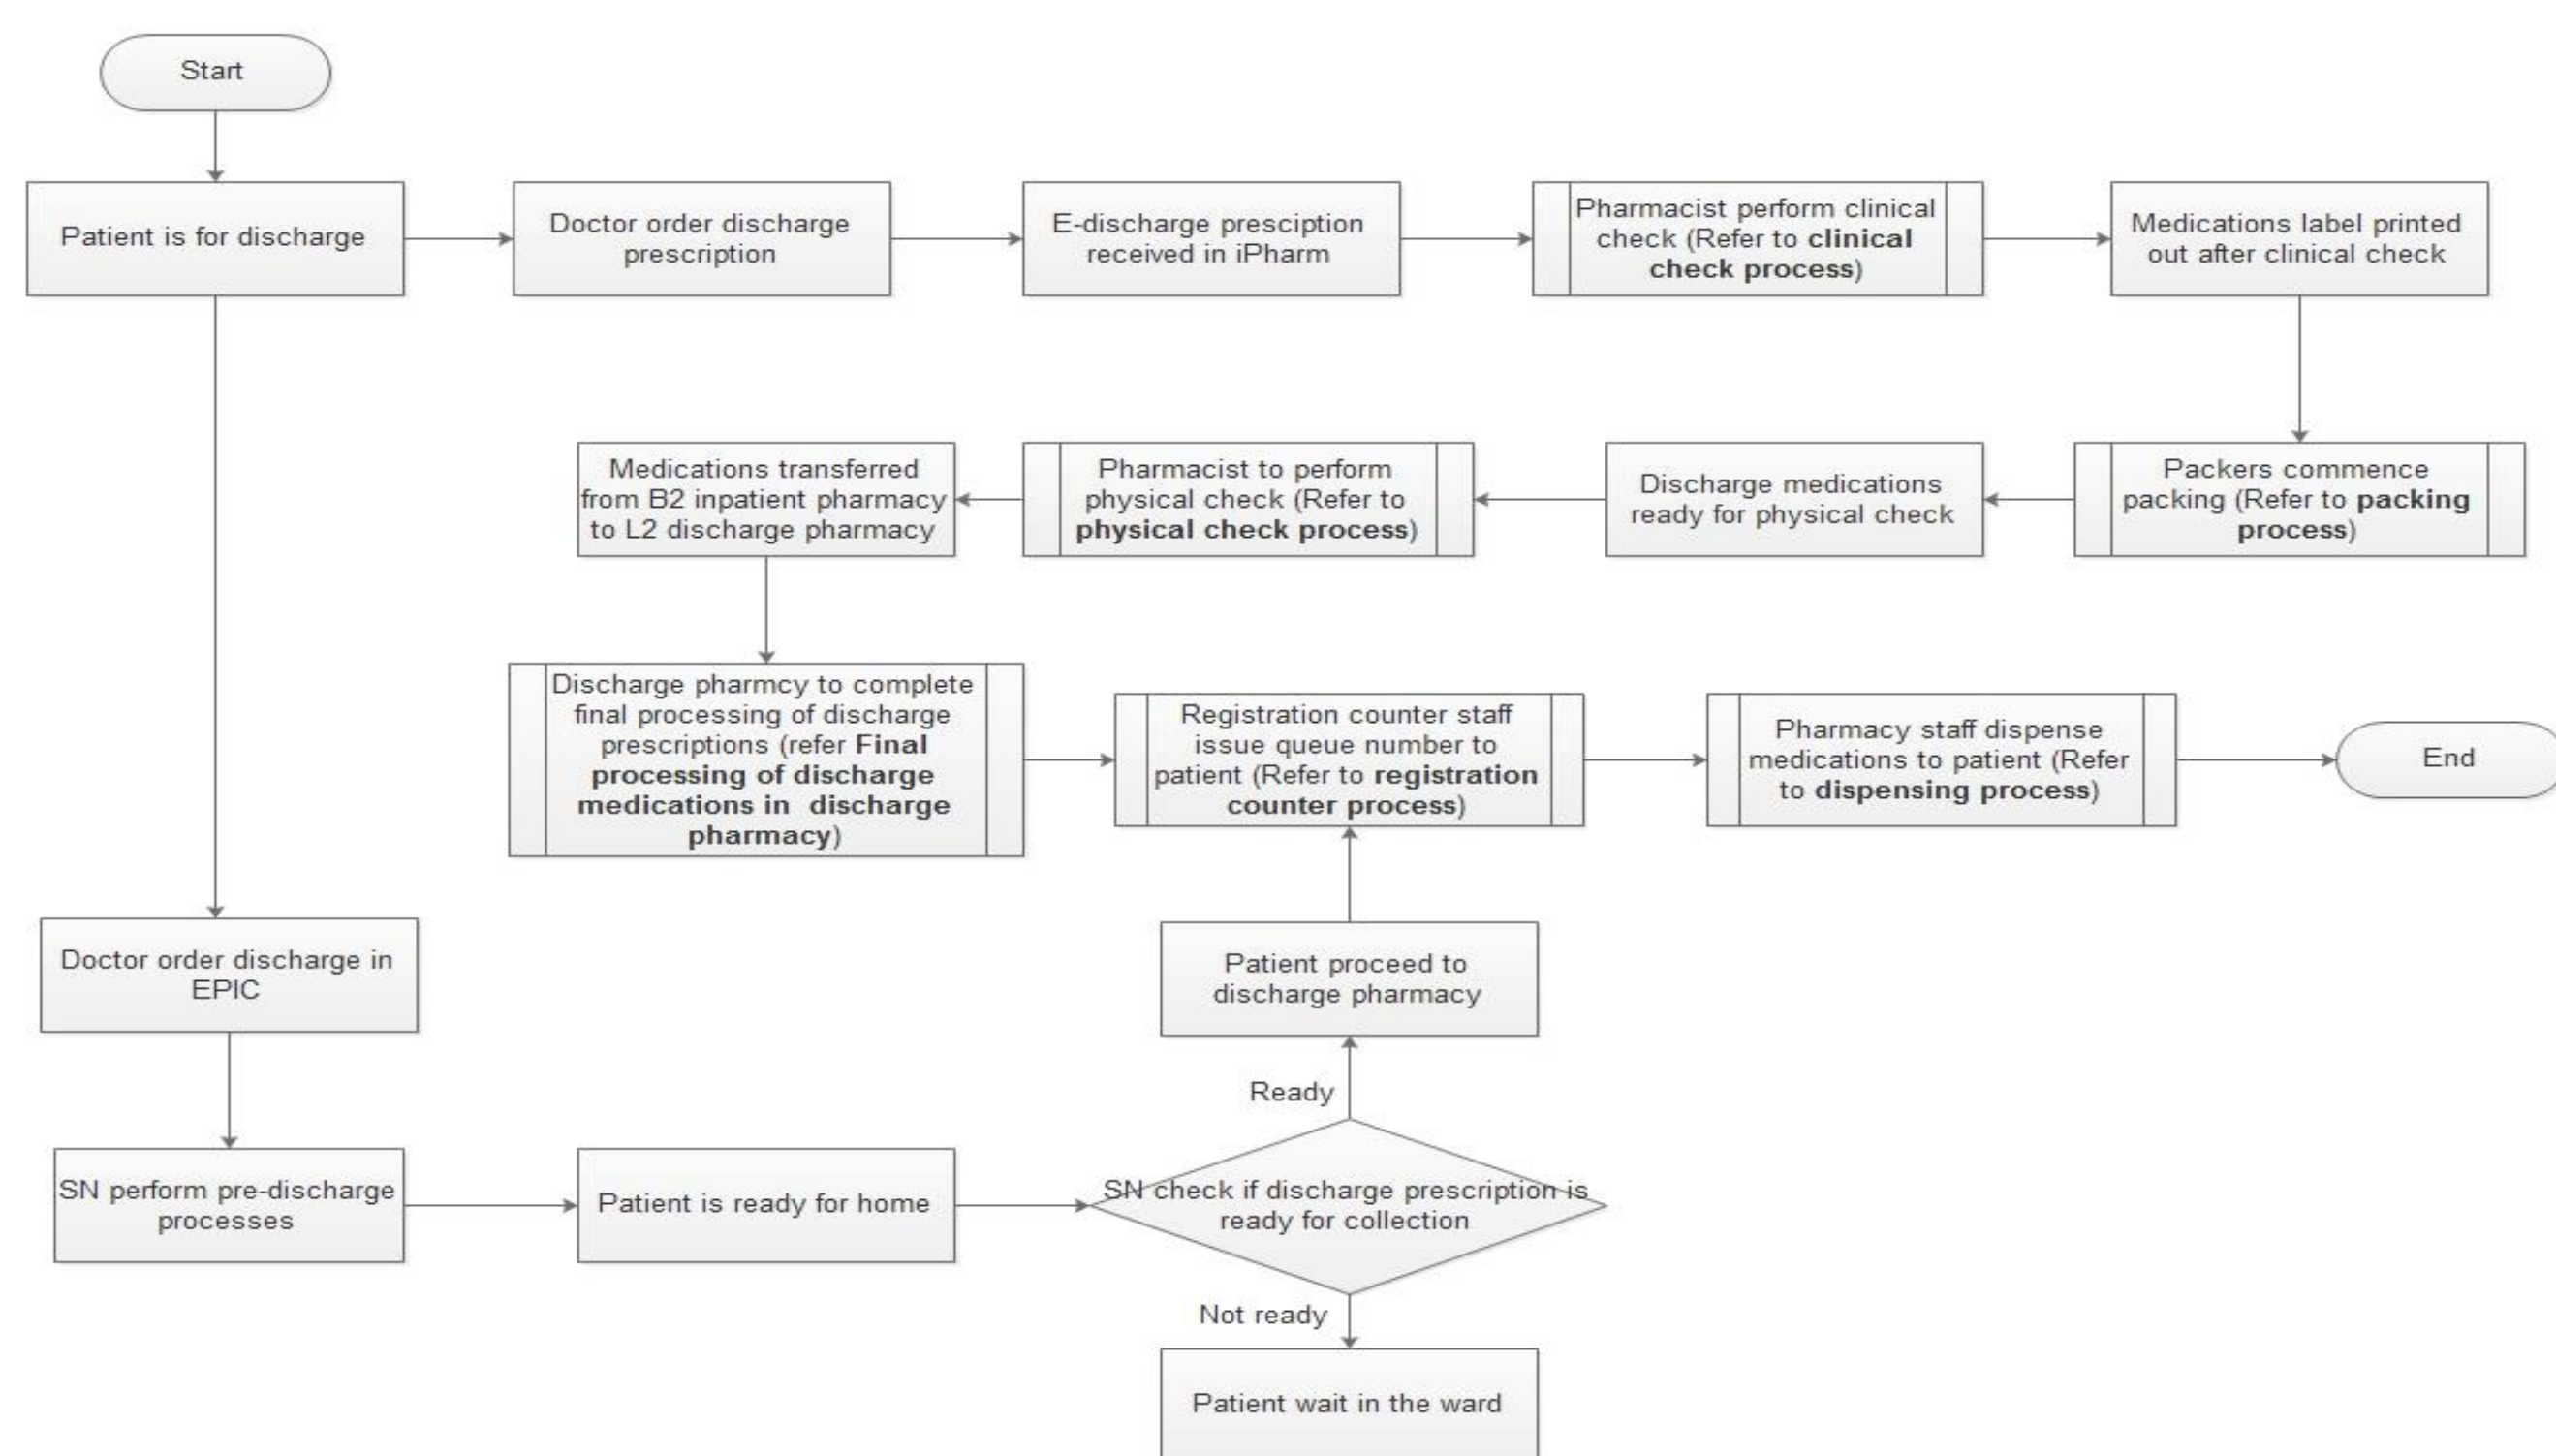 Start
Patient is for discharge
Doctor order discharge
prescription
E-discharge presciption
received in iPharm
Pharmacist perform clinical
check (Refer to clinical
check process)
Medications label printed
out after clinical check
Medications transferred
from B2 inpatient pharmacy
to L2 discharge pharmacy
Pharmacist to perform
physical check (Refer to
physical check process)
Discharge medications
ready for physical check
Packers commence
packing (Refer to packing
process)
Discharge pharmcy to complete
final processing of discharge
prescriptions (refer Final
processing of discharge
medications in discharge
pharmacy)
Registration counter staff
issue queue number to
patient (Refer to registration
counter process)
Pharmacy staff dispense
medications to patient (Refer
to dispensing process)
End
Doctor order discharge in
EPIC
Patient proceed to
discharge pharmacy
Ready
SN perform pre-discharge
processes
Patient is ready for home
SN check if discharge prescription is
ready for collection
Not ready
Patient wait in the ward